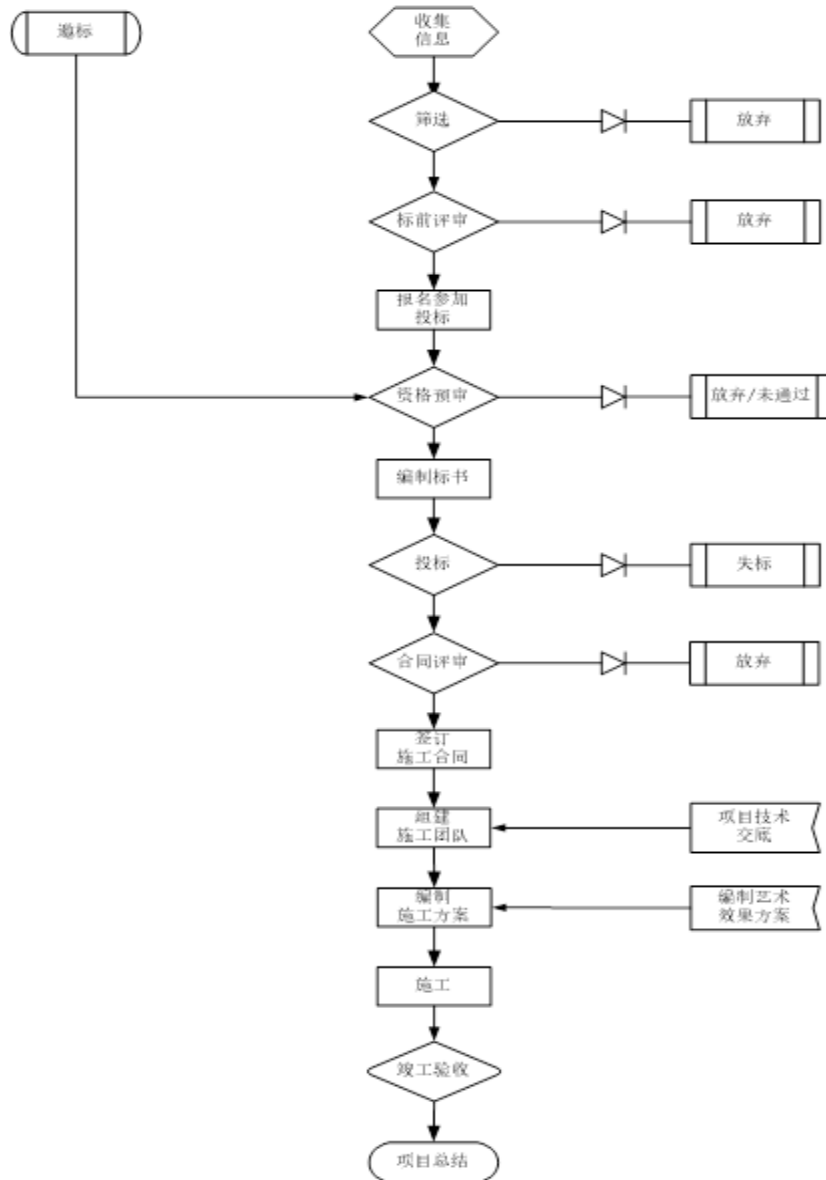 邀标
收集
信息
筛选
放弃
标前评审
放弃
报名参加
投标
资格预审
放弃/未通过
编制标书
投标
失标
合同评审
放弃
签订
施工合同
组建
施工团队
项目技术
交底
编制
施工方案
编制艺术
效果方案
施工
竣工验收
项目总结